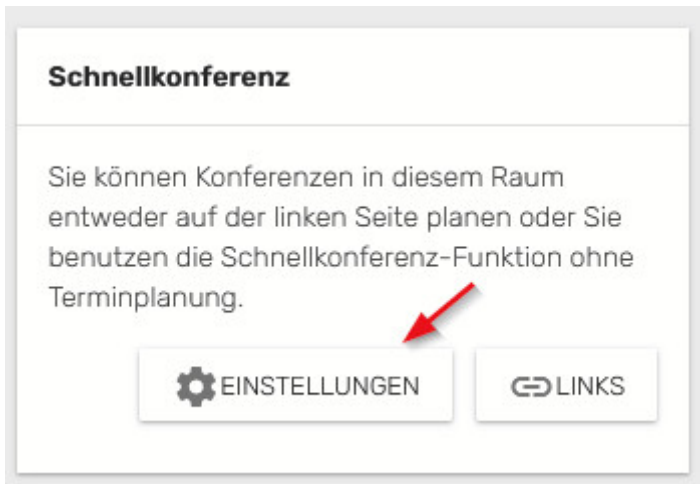 Schnellkonferenz
Sie können Konferenzen in diesem Raum
entweder auf der linken Seite planen oder Sie
benutzen die Schnellkonferenz-Funktion ohne
Terminplanung.
EINSTELLUNGEN LINKS